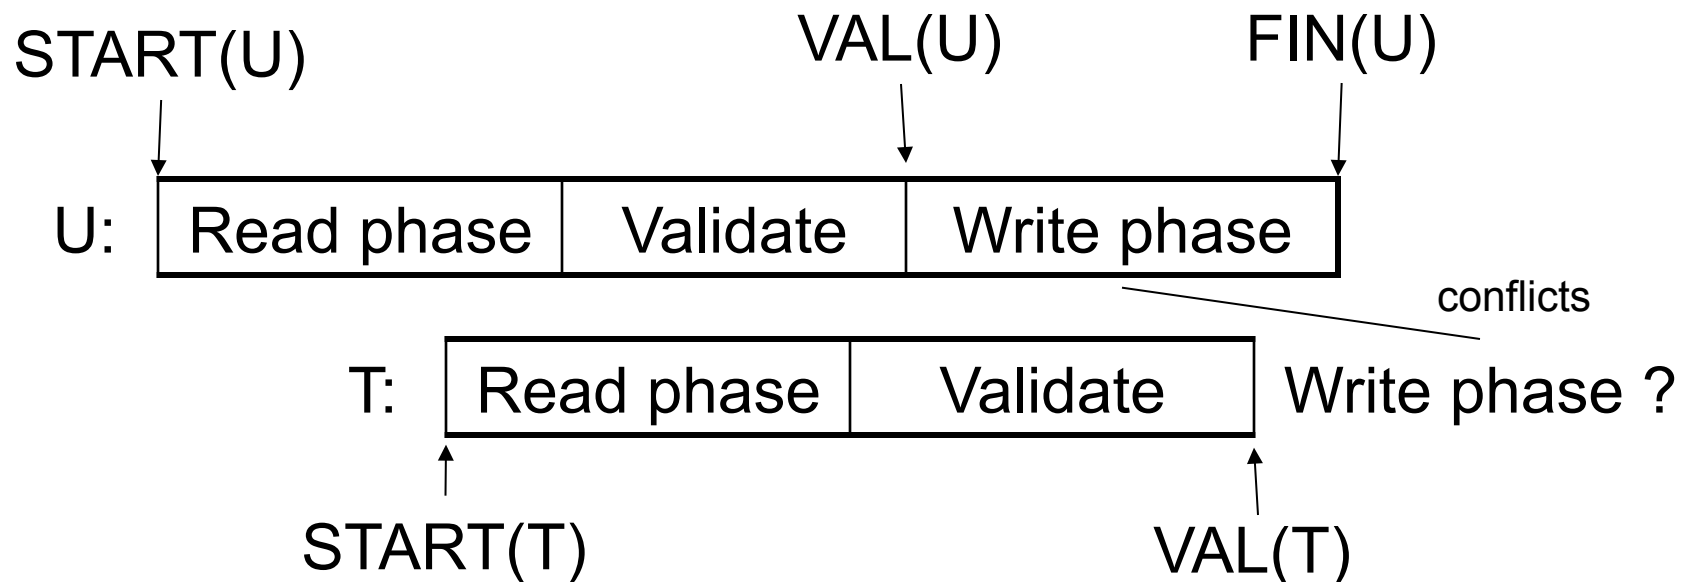 START(U)
VAL(U)
FIN(U)
U:
Read phase
Validate
Write phase
conflicts
T:
Read phase
Validate
Write phase ?
START(T)
VAL(T)